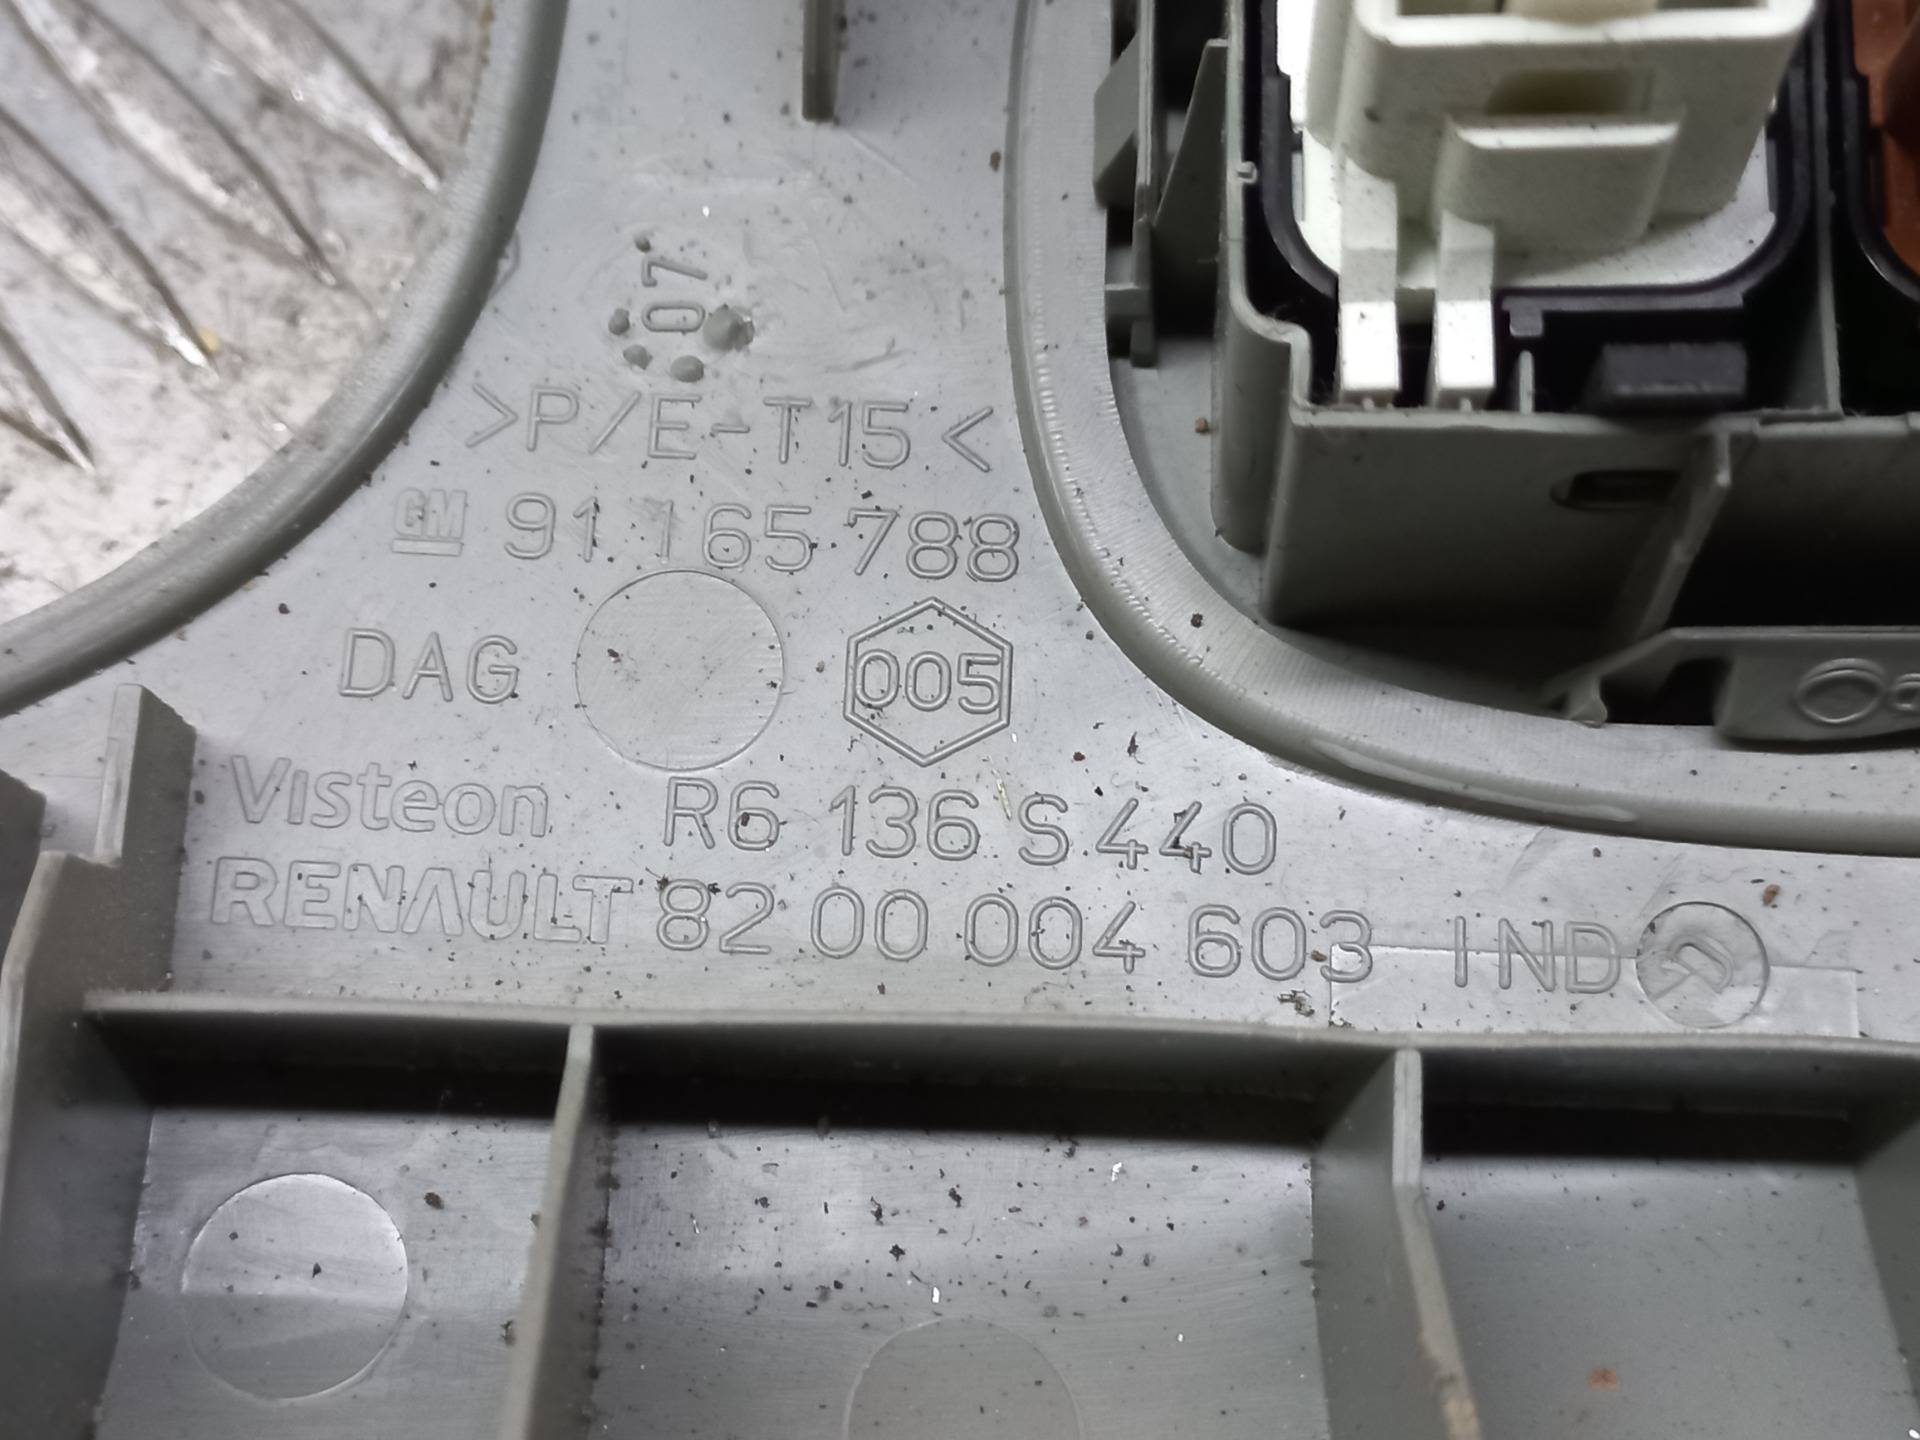 07
>P/E-T15<
GM 91 165 788
DAG 005
Visteon R6 136 S 440
RENAULT 82 00 004 603 IND